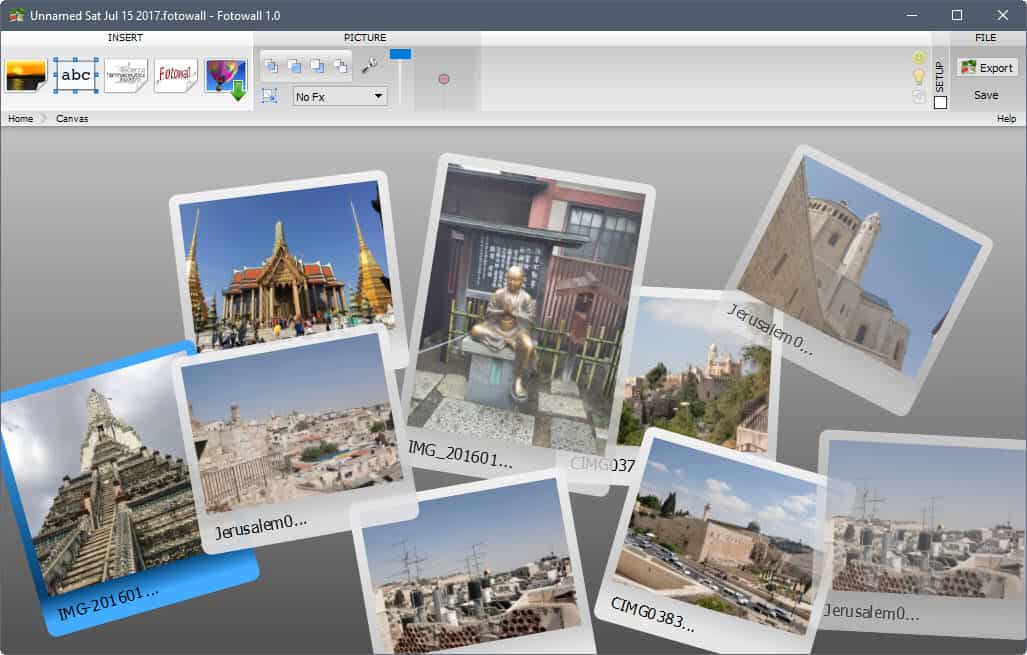 Unnamed Sat Jul 15 2017.fotowall - Fotowall 1.0
INSERT
PICTURE
FILE
abc
Fotowall
No Fx
SETUP
Export
Save
Home
Canvas
Help
Jerusalem0...
IMG_201601...
CIMG037
Jerusalem0...
IMG-201601...
CIMG0383...
Jerusalem0...